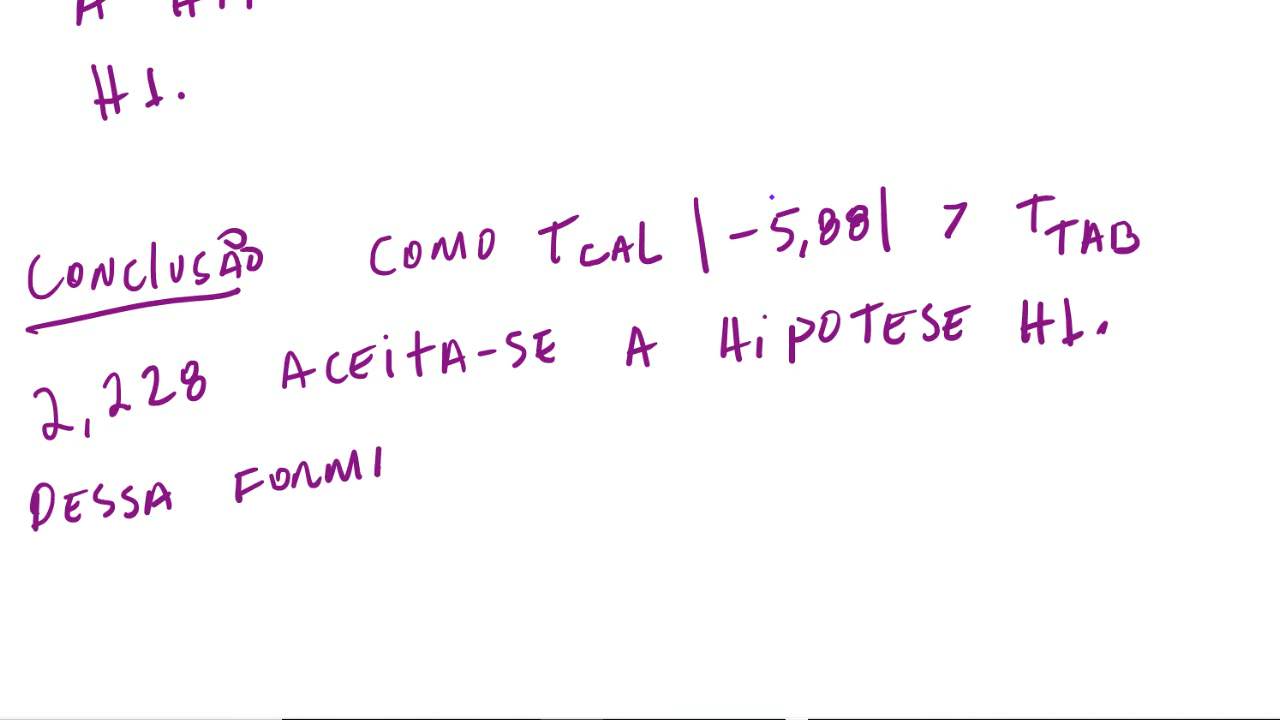 H1.
CONCLUSÃO COMO TCAL |-5,88| > TTAB
2,228 ACEITA-SE A HIPOTESE H1.
DESSA FORM